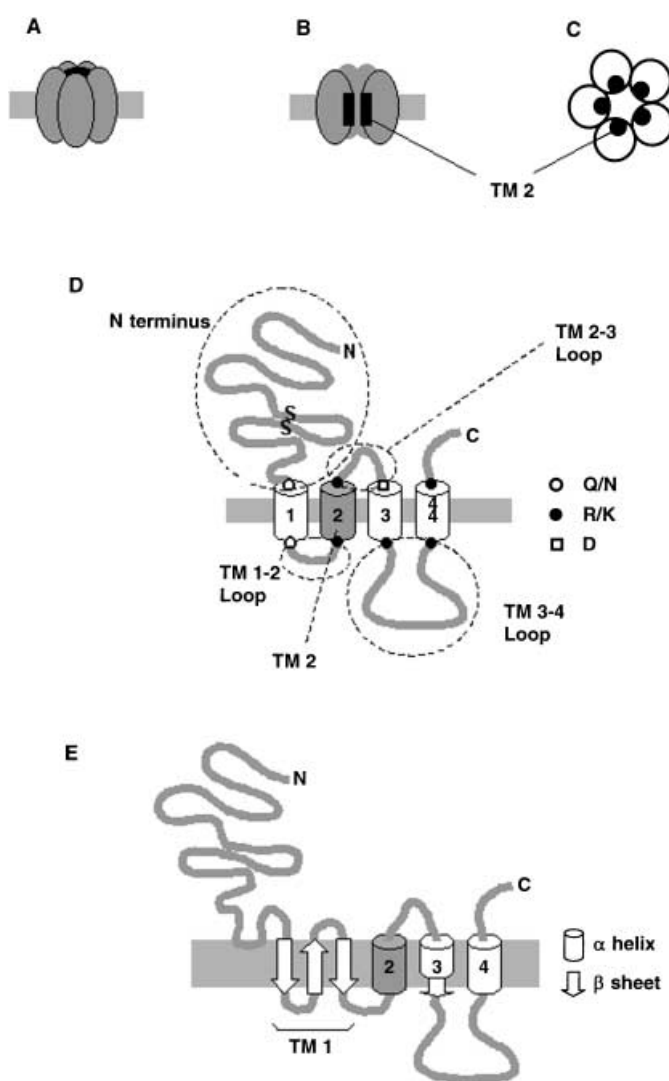 A
B
C
TM 2
D
N terminus
N
S
S
TM 2-3
Loop
C
1
2
3
4
4
Q/N
R/K
D
TM 1-2
Loop
TM 2
TM 3-4
Loop
E
N
C
2
3
4
α helix
β sheet
TM 1